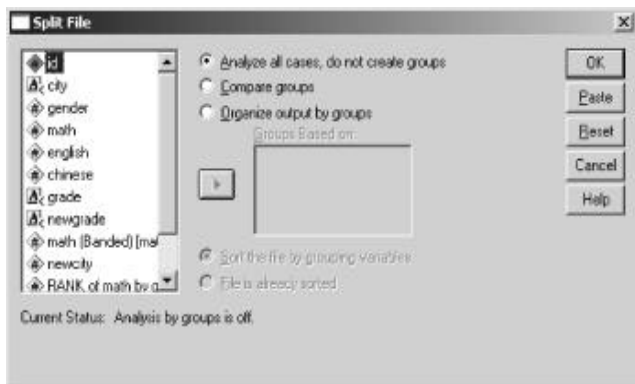 Split File
id
city
gender
math
english
chinese
grade
newgrade
math (Banded) [ma
newcity
RANK of math by g
Analyze all cases, do not create groups
Compare groups
Organize output by groups
Groups Based on:
Sort the file by grouping variables
File is already sorted
OK
Paste
Reset
Cancel
Help
Current Status: Analysis by groups is off.